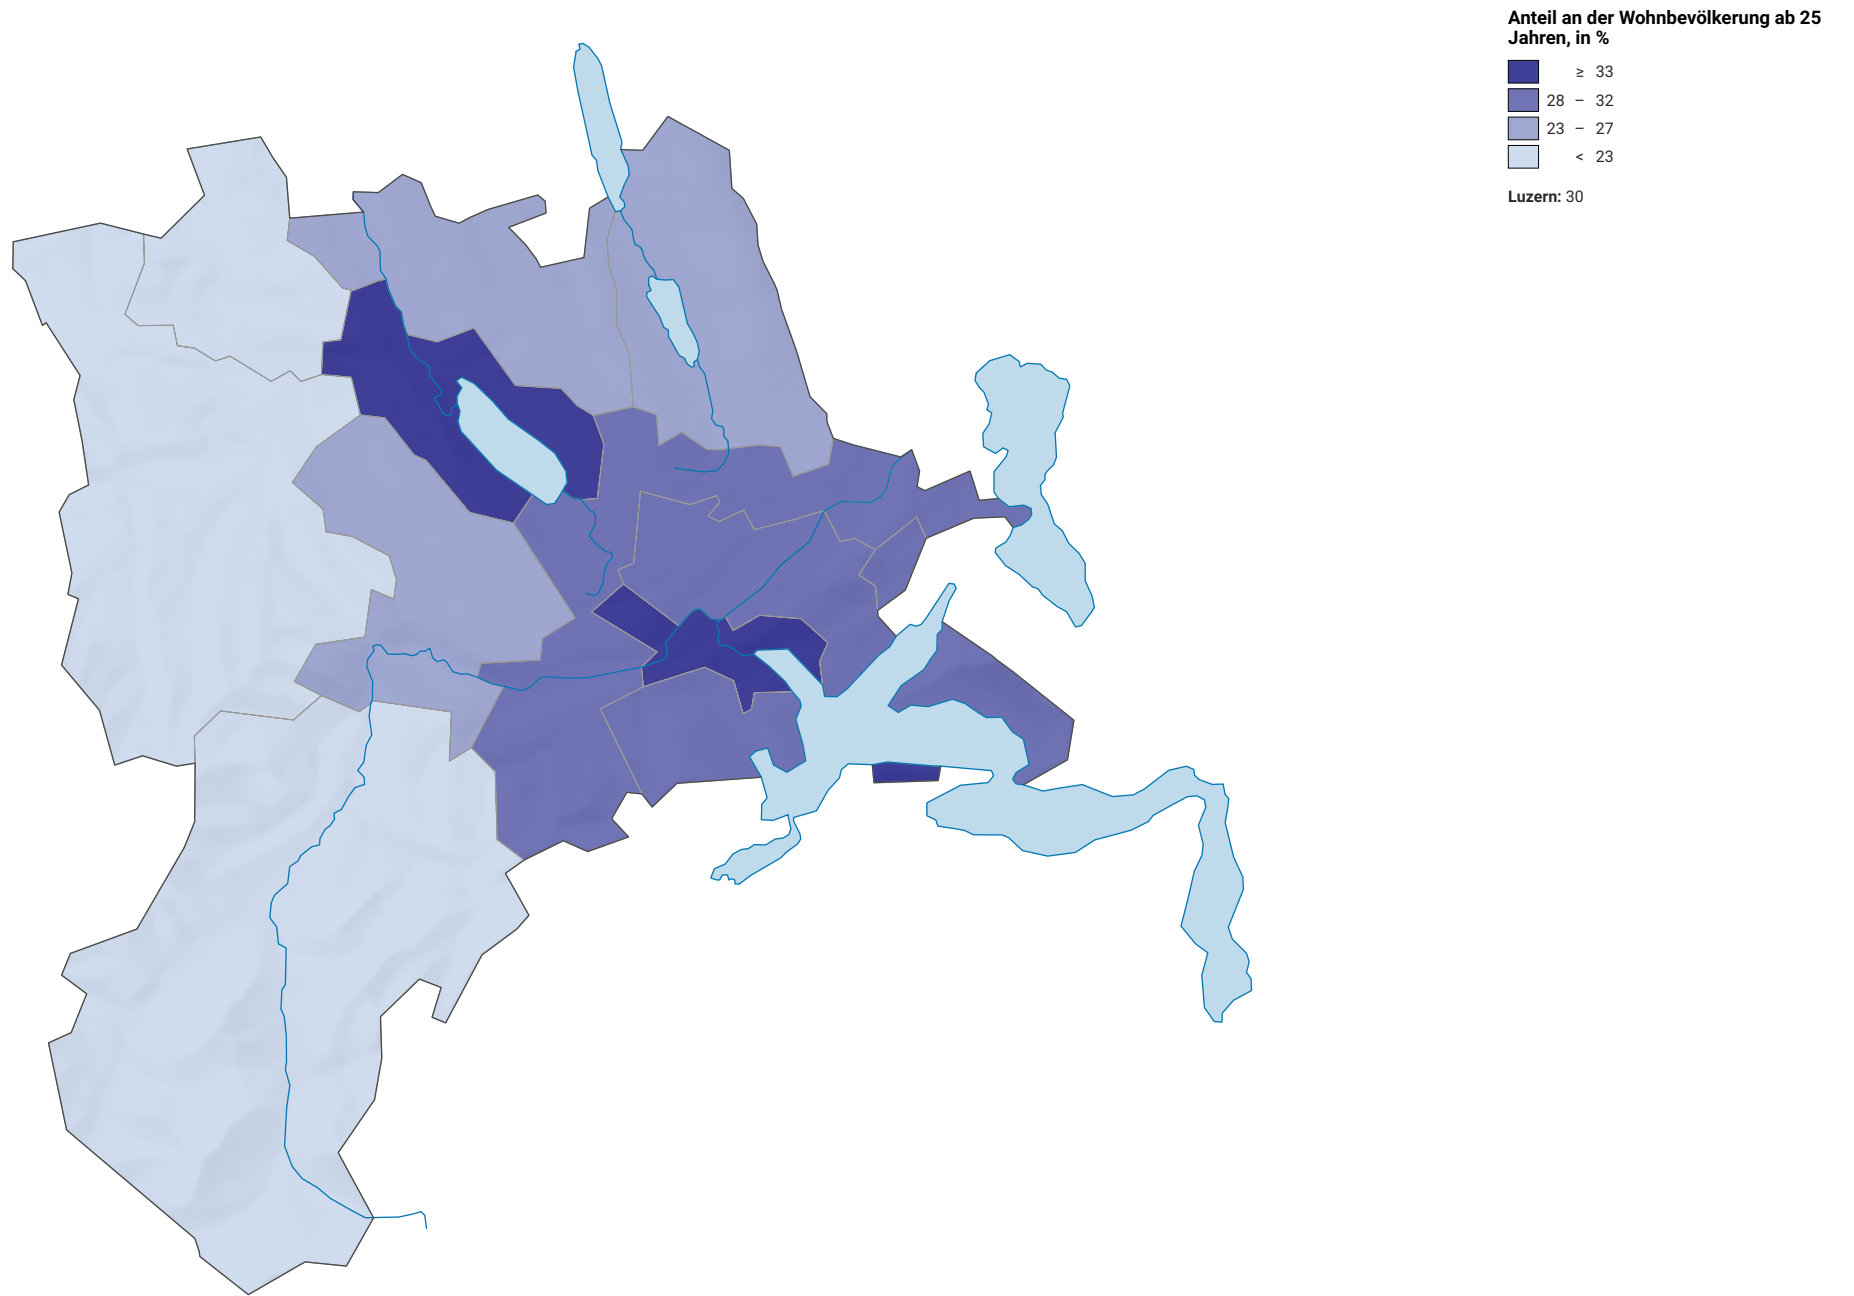 Anteil an der Wohnbevölkerung ab 25
Jahren, in %
≥ 33
28 – 32
23 – 27
< 23
Luzern: 30